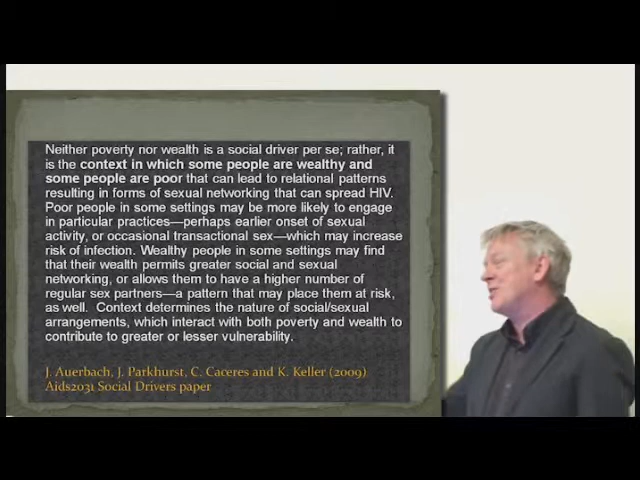 Neither poverty nor wealth is a social driver per se; rather, it
is the context in which some people are wealthy and
some people are poor that can lead to relational patterns
resulting in forms of sexual networking that can spread HIV.
Poor people in some settings may be more likely to engage
in particular practices—perhaps earlier onset of sexual
activity, or occasional transactional sex—which may increase
risk of infection. Wealthy people in some settings may find
that their wealth permits greater social and sexual
networking, or allows them to have a higher number of
regular sex partners—a pattern that may place them at risk,
as well. Context determines the nature of social/sexual
arrangements, which interact with both poverty and wealth to
contribute to greater or lesser vulnerability.
J. Auerbach, J. Parkhurst, C. Caceres and K. Keller (2009)
Aids2031 Social Drivers paper